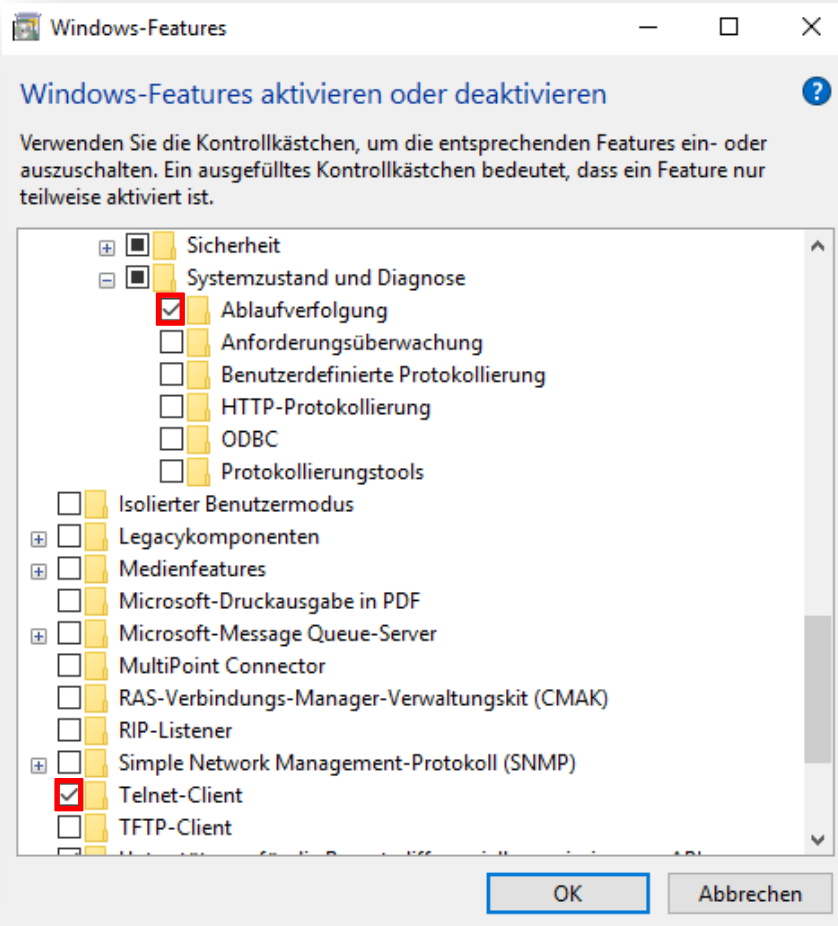 Windows-Features
Windows-Features aktivieren oder deaktivieren
?
Verwenden Sie die Kontrollkästchen, um die entsprechenden Features ein- oder
auszuschalten. Ein ausgefülltes Kontrollkästchen bedeutet, dass ein Feature nur
teilweise aktiviert ist.
Sicherheit
Systemzustand und Diagnose
Ablaufverfolgung
Anforderungsüberwachung
Benutzerdefinierte Protokollierung
HTTP-Protokollierung
ODBC
Protokollierungstools
Isolierter Benutzermodus
Legacykomponenten
Medienfeatures
Microsoft-Druckausgabe in PDF
Microsoft-Message Queue-Server
MultiPoint Connector
RAS-Verbindungs-Manager-Verwaltungskit (CMAK)
RIP-Listener
Simple Network Management-Protokoll (SNMP)
Telnet-Client
TFTP-Client
OK
Abbrechen